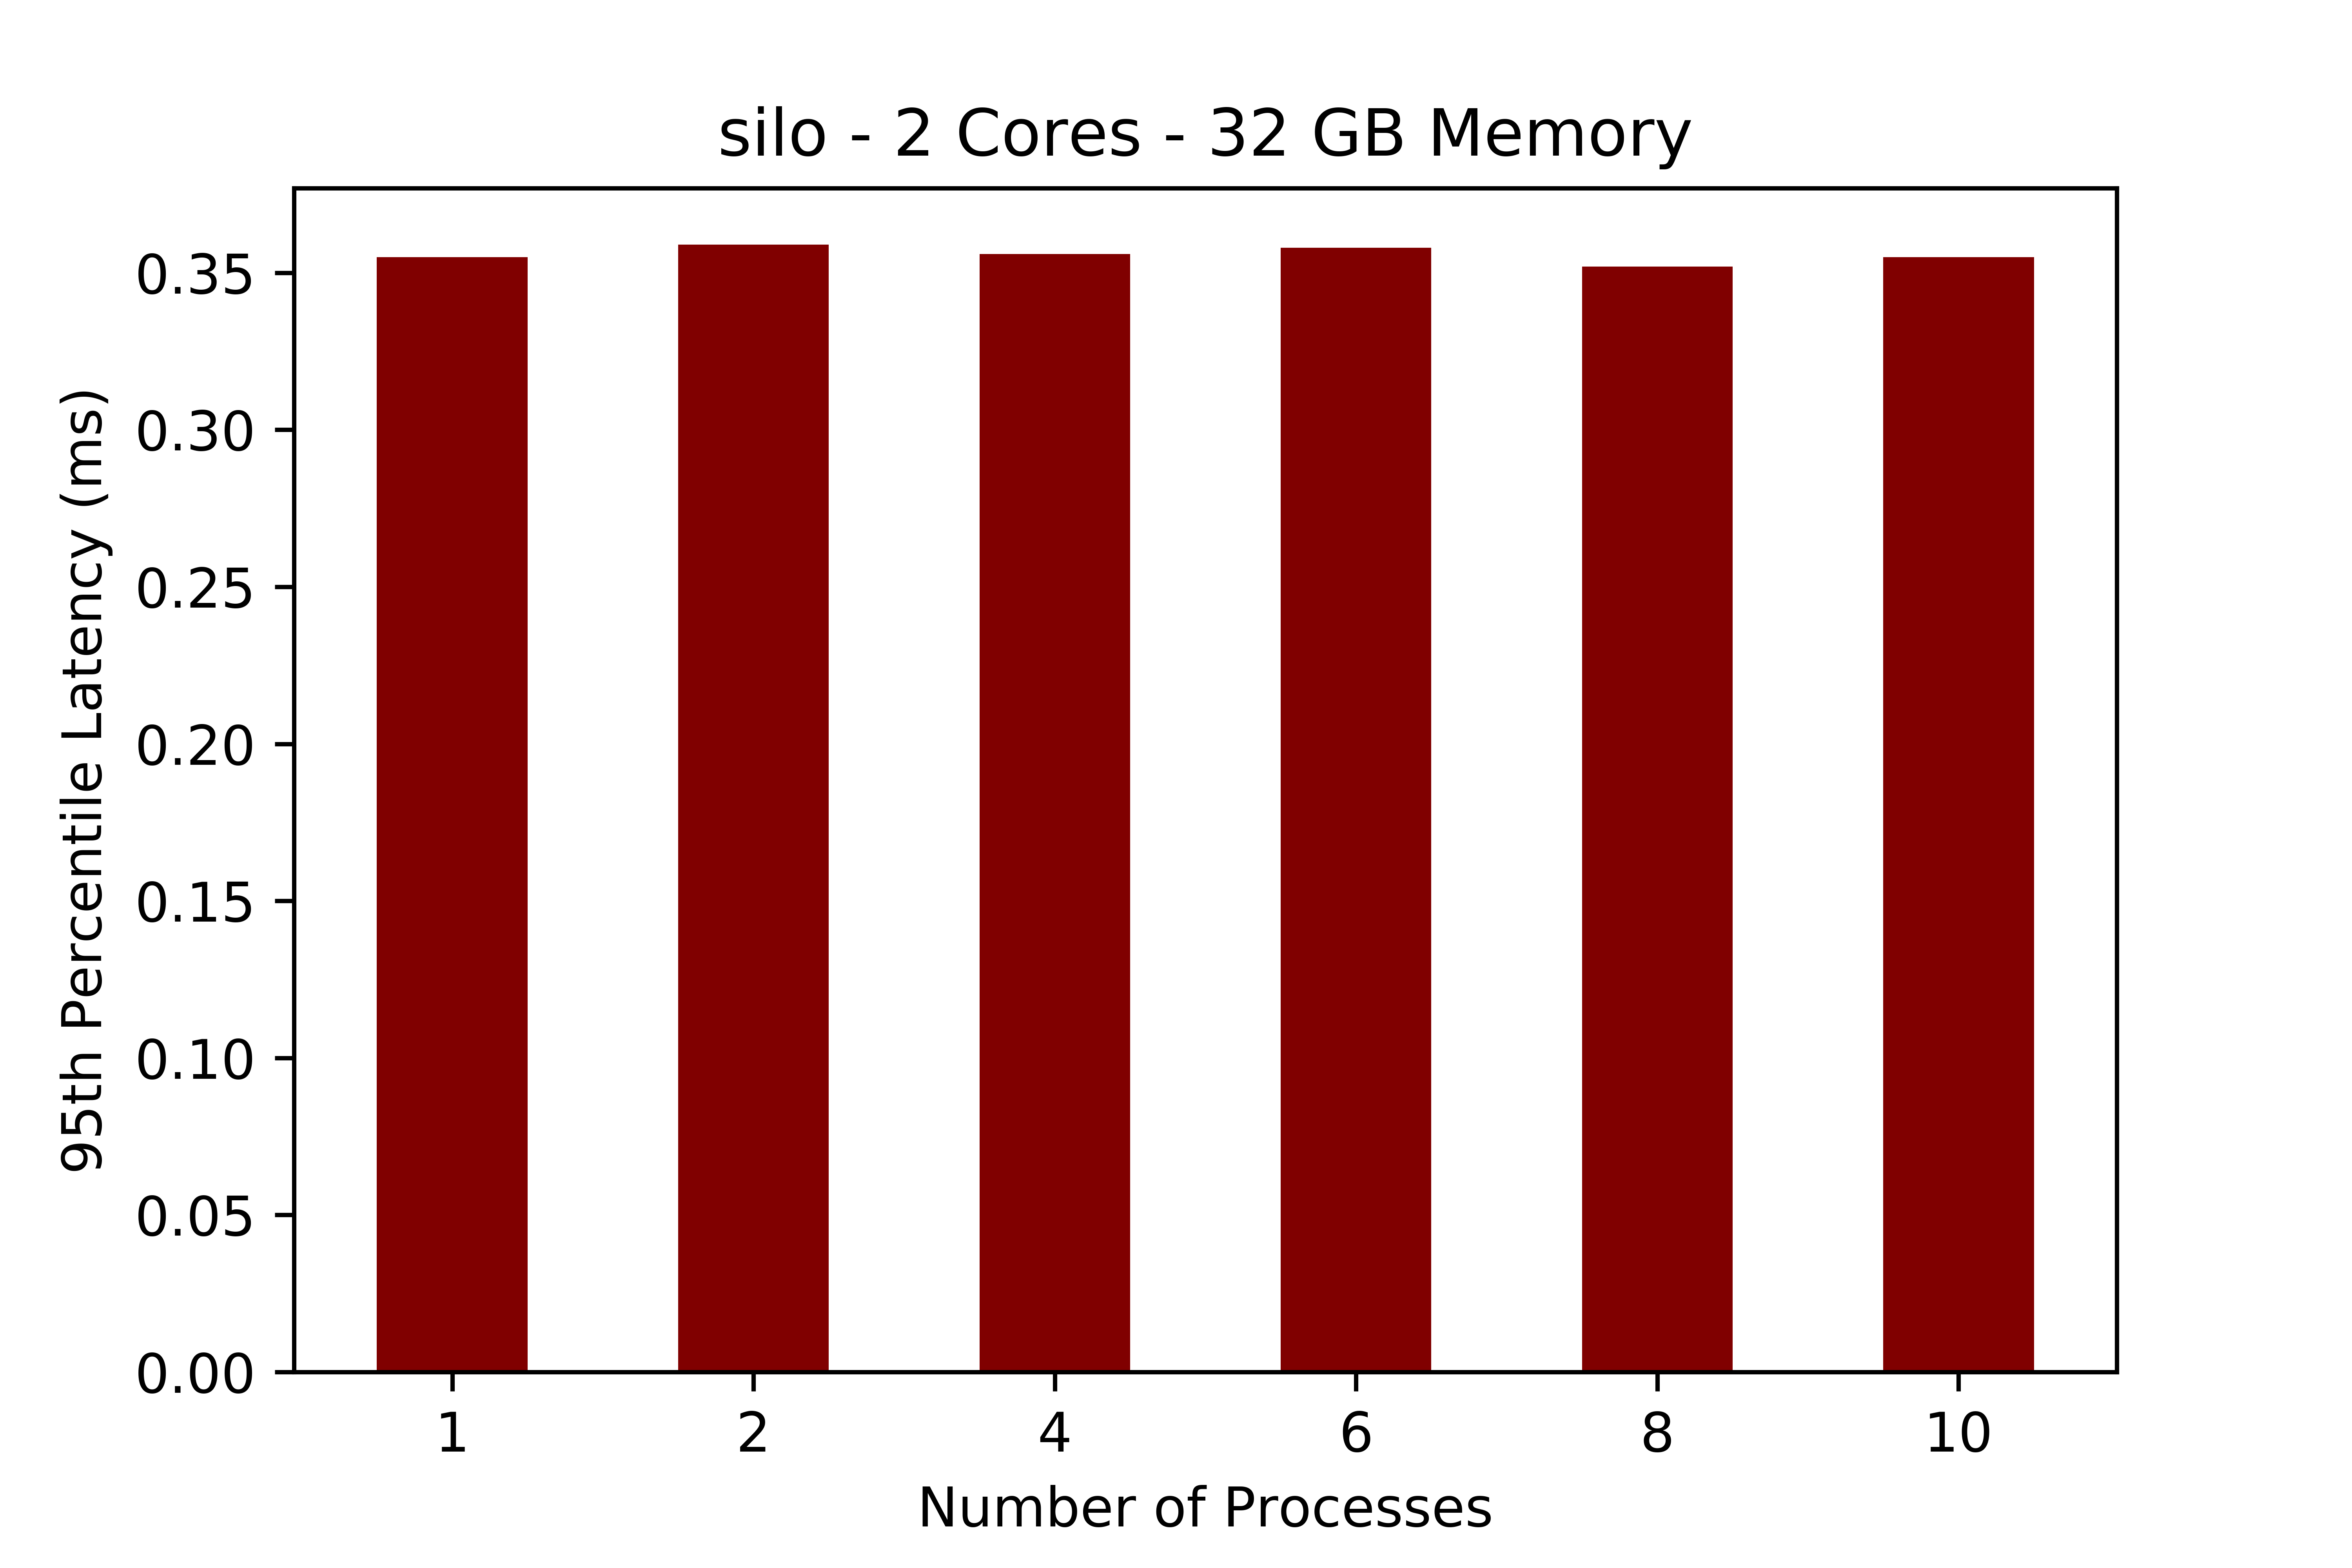 silo - 2 Cores - 32 GB Memory
95th Percentile Latency (ms)
0.35
0.30
0.25
0.20
0.15
0.10
0.05
0.00
1 2 4 6 8 10
Number of Processes